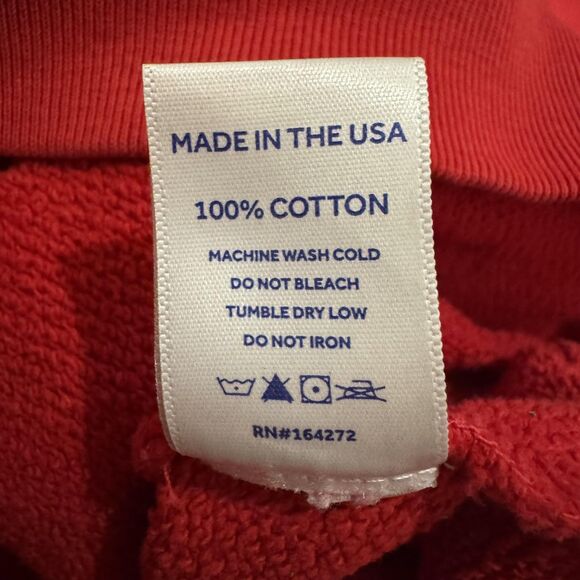 MADE IN THE USA
100% COTTON
MACHINE WASH COLD
DO NOT BLEACH
TUMBLE DRY LOW
DO NOT IRON
RN#164272